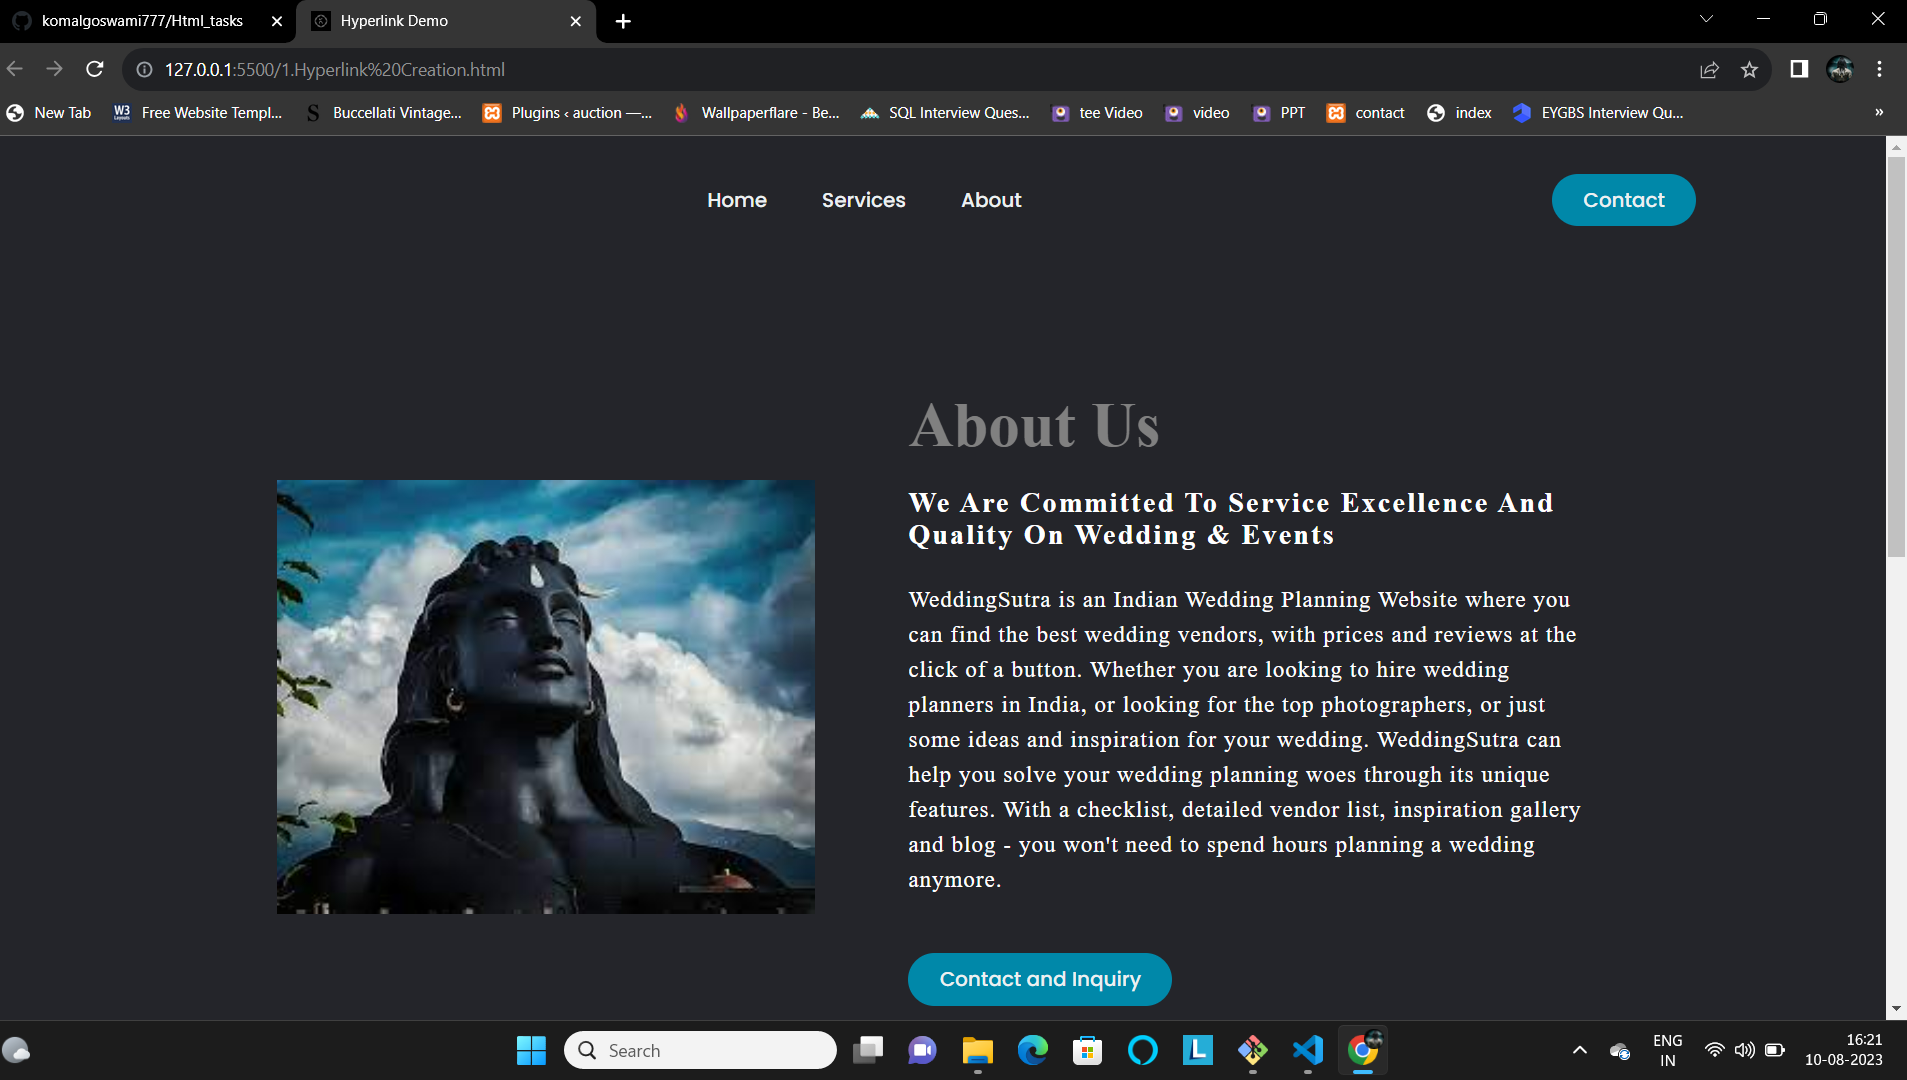 komalgoswami777/Html_tasks
Hyperlink Demo
127.0.0.1:5500/1.Hyperlink%20Creation.html
New Tab
W3 Layouts Free Website Templ...
S Buccellati Vintage...
Plugins ‹ auction —...
Wallpaperflare - Be...
SQL Interview Ques...
tee Video
video
PPT
contact
index
EYGBS Interview Qu...
»
Home Services About Contact
About Us
We Are Committed To Service Excellence And
Quality On Wedding & Events
WeddingSutra is an Indian Wedding Planning Website where you
can find the best wedding vendors, with prices and reviews at the
click of a button. Whether you are looking to hire wedding
planners in India, or looking for the top photographers, or just
some ideas and inspiration for your wedding. WeddingSutra can
help you solve your wedding planning woes through its unique
features. With a checklist, detailed vendor list, inspiration gallery
and blog - you won't need to spend hours planning a wedding
anymore.
Contact and Inquiry
Search
L
ENG
IN
16:21
10-08-2023